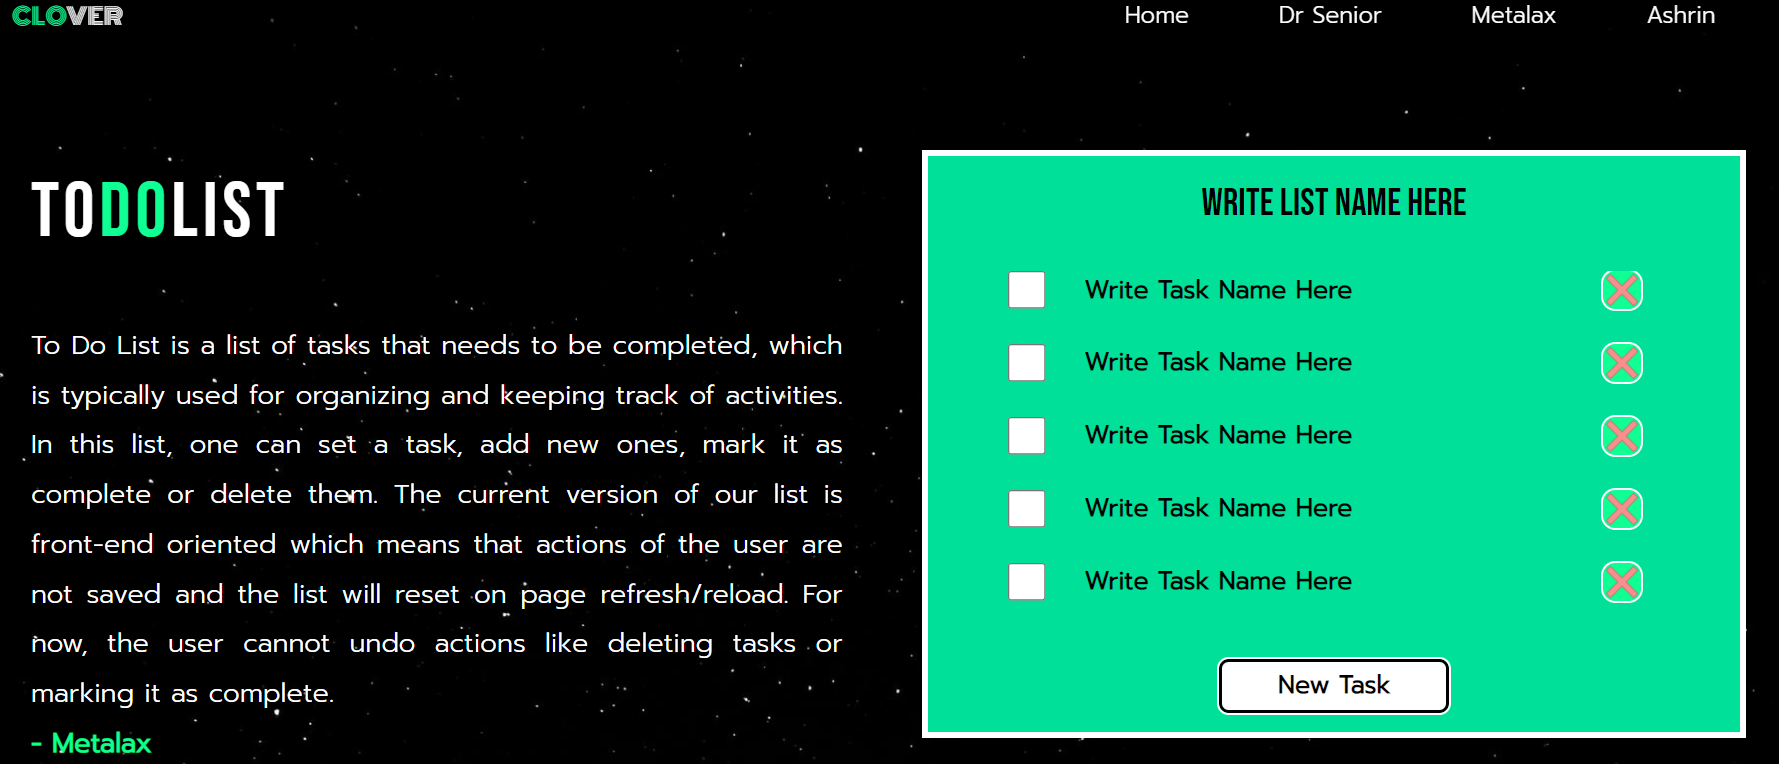 CLOVER
Home
Dr Senior
Metalax
Ashrin
TODOLIST
To Do List is a list of tasks that needs to be completed, which
is typically used for organizing and keeping track of activities.
In this list, one can set a task, add new ones, mark it as
complete or delete them. The current version of our list is
front-end oriented which means that actions of the user are
not saved and the list will reset on page refresh/reload. For
now, the user cannot undo actions like deleting tasks or
marking it as complete.
- Metalax
WRITE LIST NAME HERE
Write Task Name Here
Write Task Name Here
Write Task Name Here
Write Task Name Here
Write Task Name Here
New Task